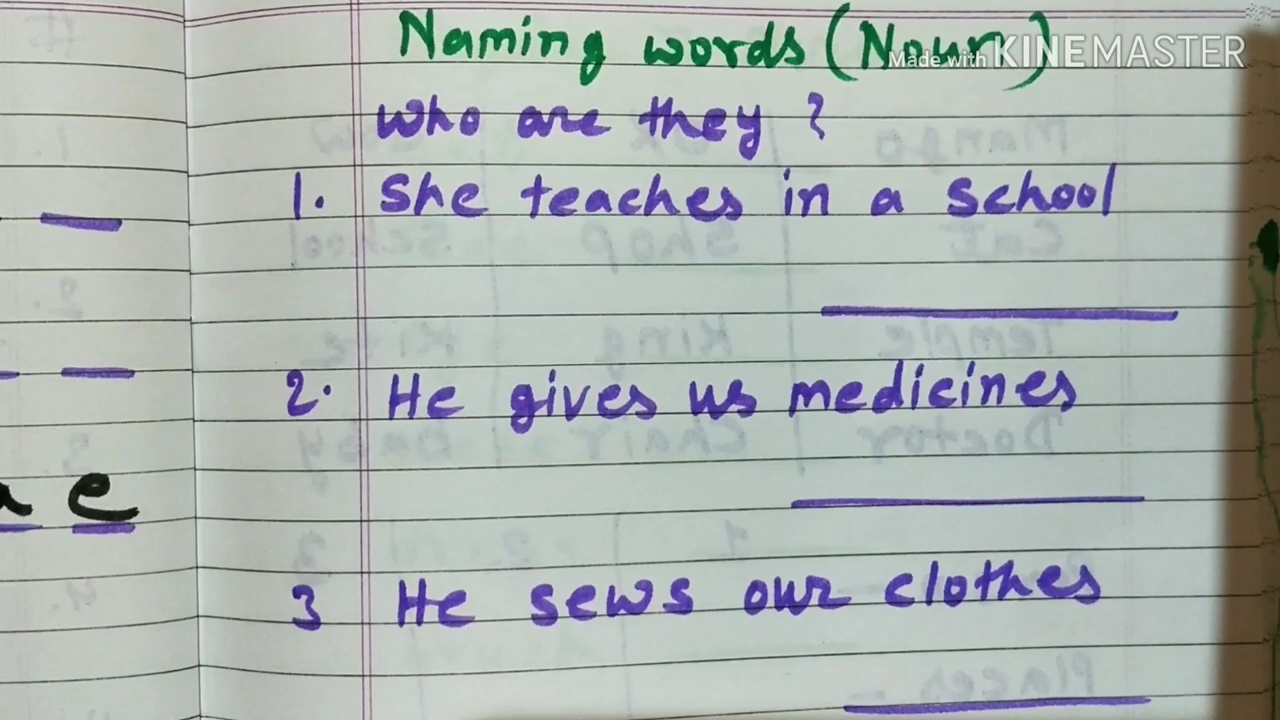 Naming words (Noun)
Made with KINEMASTER
Who are they ?
1. She teaches in a school
2. He gives us medicines
e
3 He sews our clothes